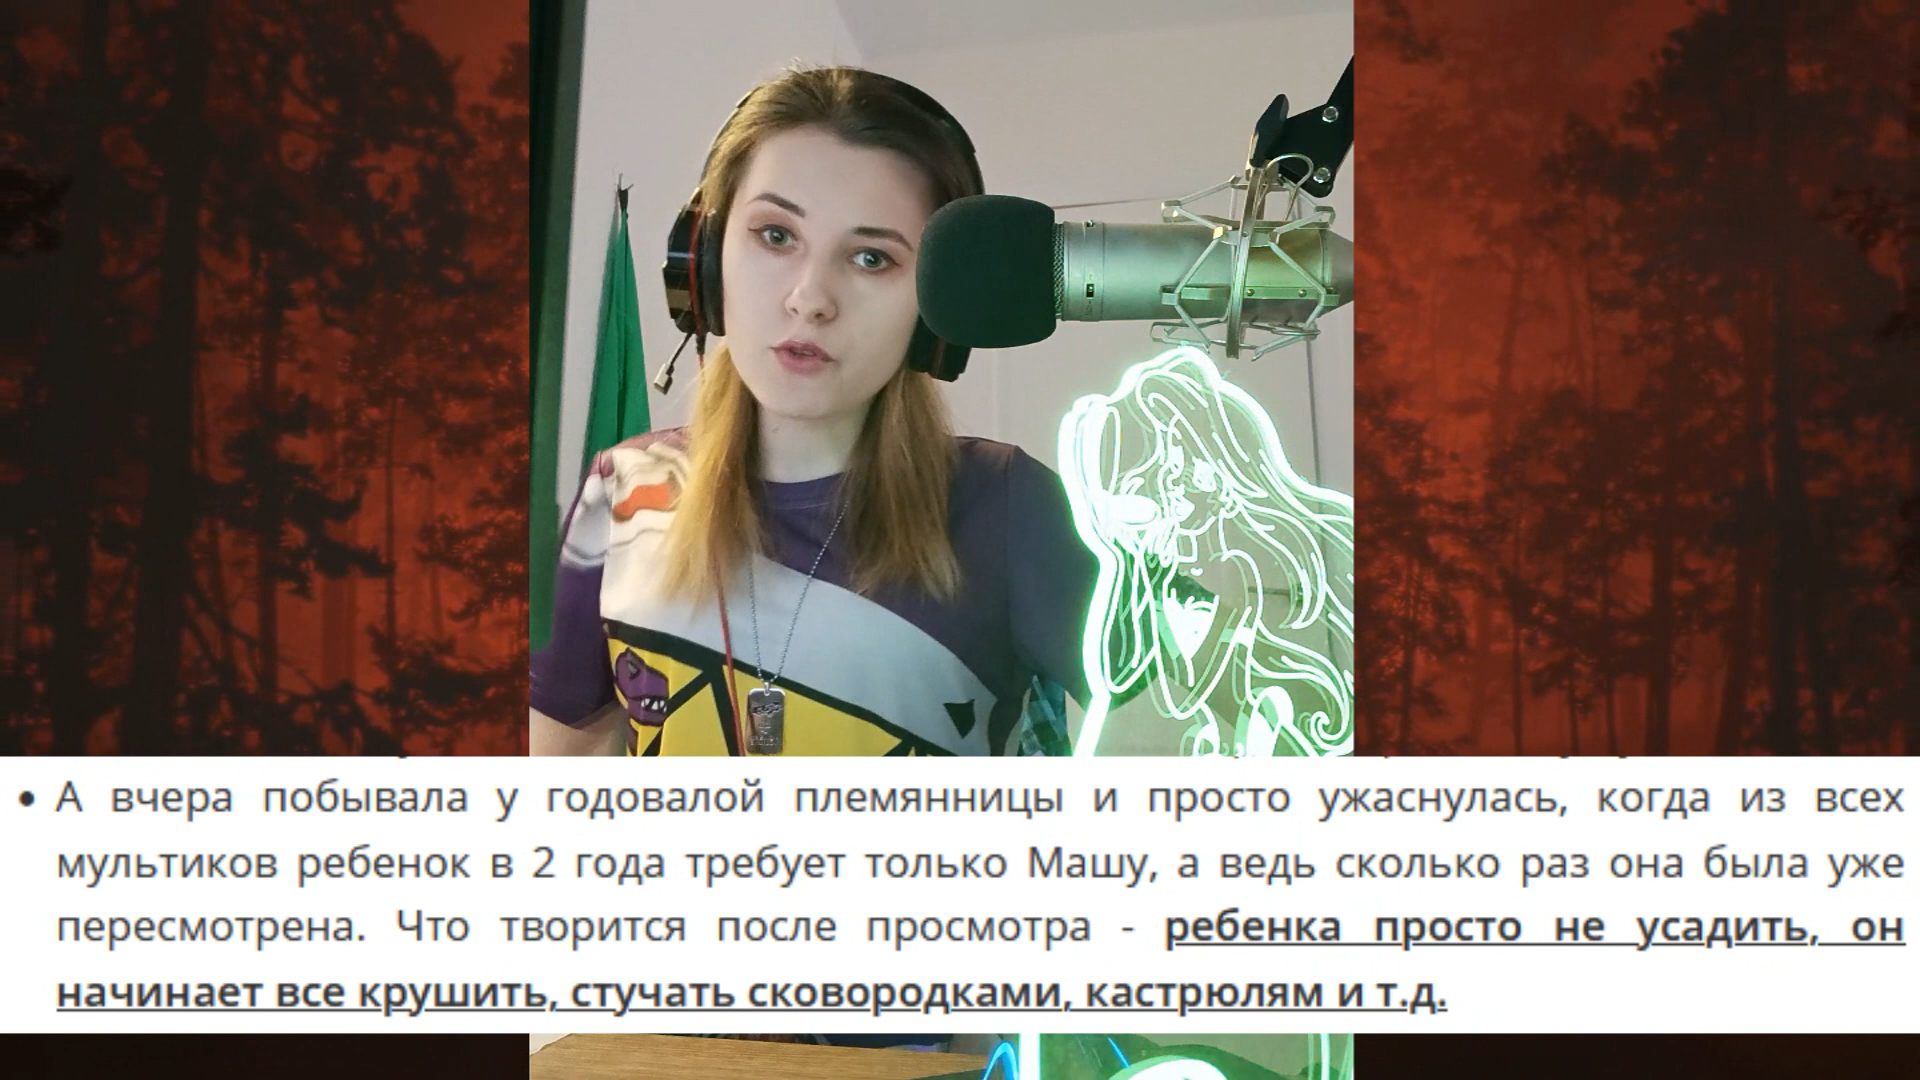 • А вчера побывала у годовалой племянницы и просто ужаснулась, когда из всех
мультиков ребенок в 2 года требует только Машу, а ведь сколько раз она была уже
пересмотрена. Что творится после просмотра - ребенка просто не усадить, он
начинает все крушить, стучать сковородками, кастрюлям и т.д.